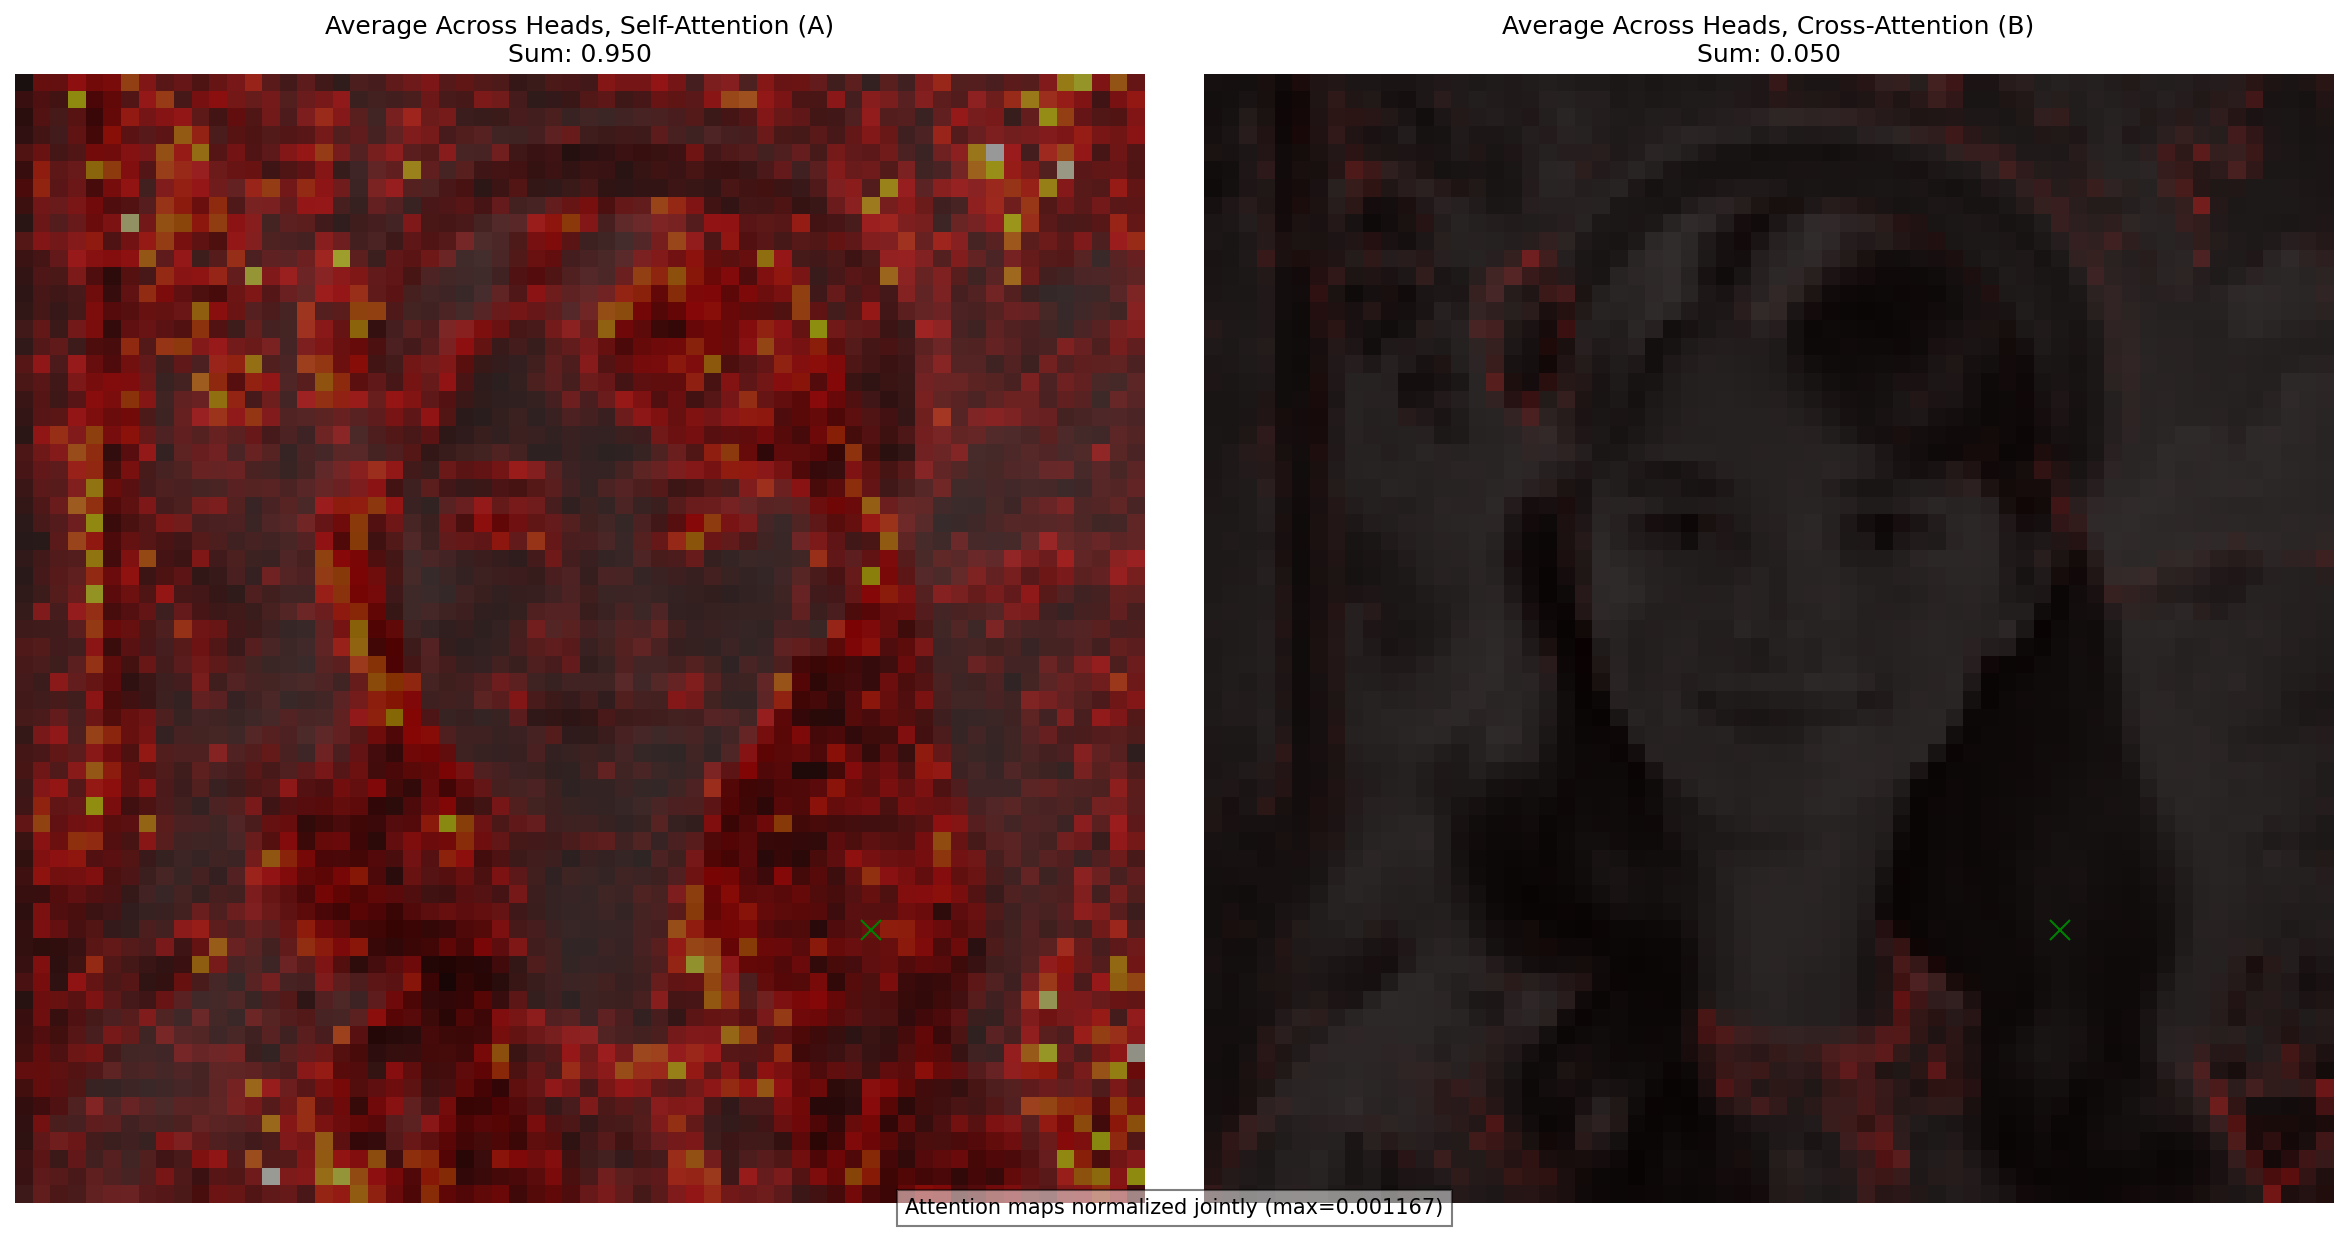 Average Across Heads, Self-Attention (A)
Sum: 0.950
Average Across Heads, Cross-Attention (B)
Sum: 0.050
Attention maps normalized jointly (max=0.001167)